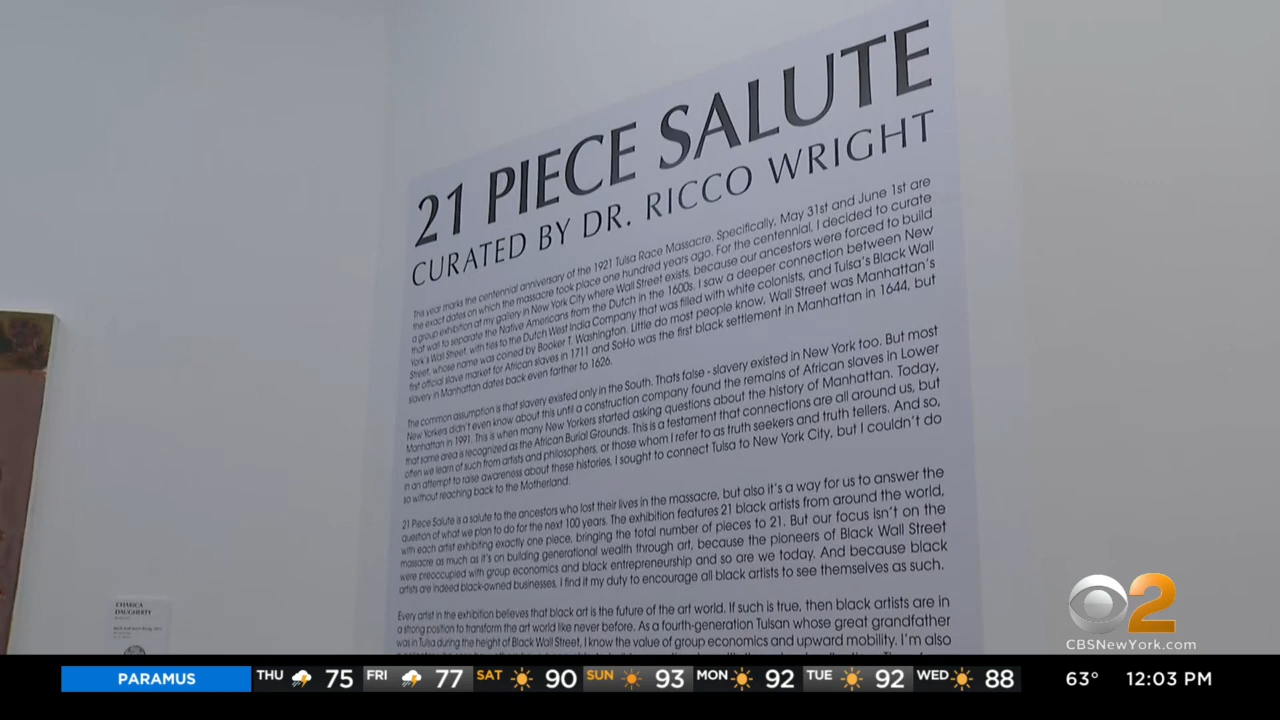 21 PIECE SALUTE
CURATED BY DR. RICCO WRIGHT
This year marks the centennial anniversary of the 1921 Tulsa Race Massacre. Specifically, May 31st and June 1st are
the exact dates on which the massacre took place one hundred years ago. For the centennial, I decided to curate
a group exhibition at my gallery in New York City where Wall Street exists, because our ancestors were forced to build
that wall to separate the Native Americans from the Dutch in the 1600s. I saw a deeper connection between New
York's Wall Street, with ties to the Dutch West India Company that was filled with white colonists, and Tulsa's Black Wall
Street, whose name was coined by Booker T. Washington. Little do most people know, Wall Street was Manhattan's
first official slave market for African slaves in 1711 and SoHo was the first black settlement in Manhattan in 1644, but
slavery in Manhattan dates back even farther to 1626.
The common assumption is that slavery existed only in the South. Thats false - slavery existed in New York too. But most
New Yorkers didn't even know about this until a construction company found the remains of African slaves in Lower
Manhattan in 1991. This is when many New Yorkers started asking questions about the history of Manhattan. Today,
that same area is recognized as the African Burial Grounds. This is a testament that connections are all around us, but
often we learn of such from artists and philosophers, or those whom I refer to as truth seekers and truth tellers. And so,
in an attempt to raise awareness about these histories, I sought to connect Tulsa to New York City, but I couldn't do
so without reaching back to the Motherland.
21 Piece Salute is a salute to the ancestors who lost their lives in the massacre, but also it's a way for us to answer the
question of what we plan to do for the next 100 years. The exhibition features 21 black artists from around the world,
with each artist exhibiting exactly one piece, bringing the total number of pieces to 21. But our focus isn't on the
massacre as much as it's on building generational wealth through art, because the pioneers of Black Wall Street
were preoccupied with group economics and black entrepreneurship and so are we today. And because black
artists are indeed black-owned businesses, I find it my duty to encourage all black artists to see themselves as such.
Every artist in the exhibition believes that black art is the future of the art world. If such is true, then black artists are in
a strong position to transform the art world like never before. As a fourth-generation Tulsan whose great grandfather
was in Tulsa during the height of Black Wall Street, I know the value of group economics and upward mobility. I'm also
CHARICA
DAUGHERTY
2
CBSNewYork.com
PARAMUS THU 75 FRI 77 SAT 90 SUN 93 MON 92 TUE 92 WED 88 63° 12:03 PM